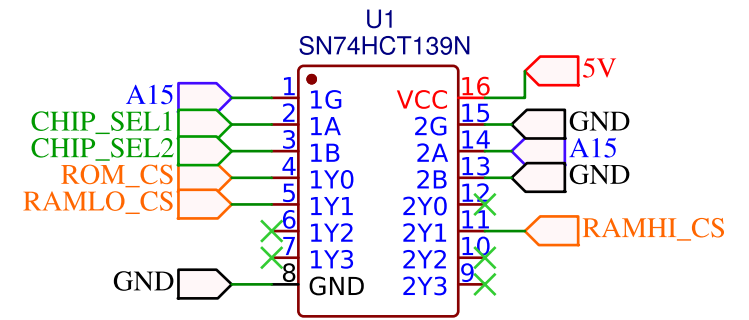 U1
SN74HCT139N
A15 1 1G VCC 16 5V
CHIP_SEL1 2 1A 2G 15 GND
CHIP_SEL2 3 1B 2A 14 A15
ROM_CS 4 1Y0 2B 13 GND
RAMLO_CS 5 1Y1 2Y0 12
6 1Y2 2Y1 11 RAMHI_CS
7 1Y3 2Y2 10
GND 8 GND 2Y3 9